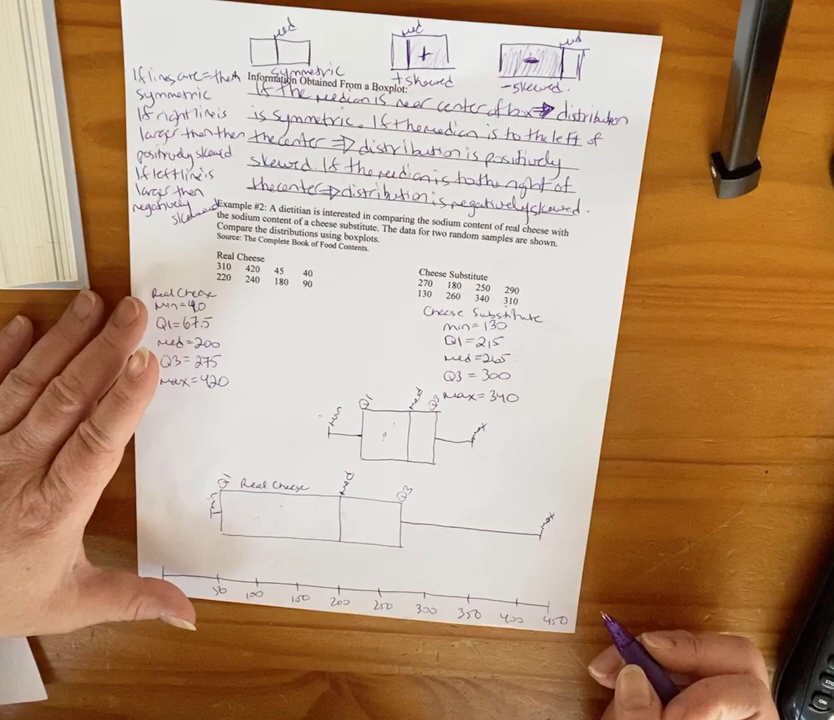 med
med
med
symmetric
+ skewed
- skewed.
If lines are = then
symmetric
If right line is
larger then then
positively skewed
If left line is
larger then
negatively
skewed
Information Obtained From a Boxplot:
If the median is near center of box ⇒ distribution
is symmetric. If the median is to the left of
the center ⇒ distribution is positively
skewed. If the median is to the right of
the center ⇒ distribution is negatively skewed.
Example #2: A dietitian is interested in comparing the sodium content of real cheese with
the sodium content of a cheese substitute. The data for two random samples are shown.
Compare the distributions using boxplots.
Source: The Complete Book of Food Contents.
Real Cheese
310 420 45 40
220 240 180 90
Cheese Substitute
270 180 250 290
130 260 340 310
Real Cheese
Min = 40
Q1 = 67.5
med = 200
Q3 = 275
max = 420
Cheese Substitute
min = 130
Q1 = 215
med = 265
Q3 = 300
max = 340
min Q1 med Q3 max
min Q1 Real Cheese med Q3 max
50 100 150 200 250 300 350 400 450